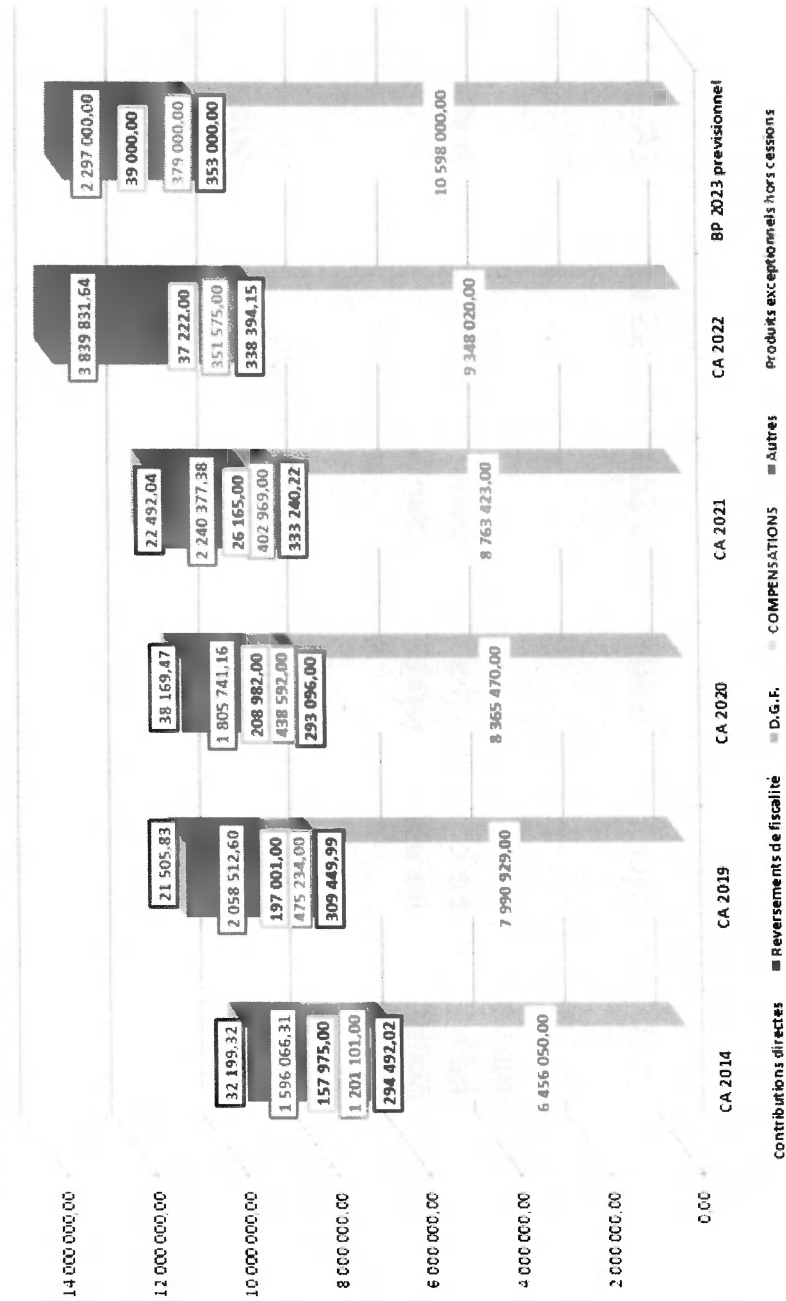 14 000 000,00
12 000 000,00
10 000 000,00
8 000 000,00
6 000 000,00
4 000 000,00
2 000 000,00
0,00
32 199,32
1 596 066,31
157 975,00
1 201 101,00
294 492,02
6 456 050,00
CA 2014
21 505,83
2 058 512,60
197 001,00
475 234,00
309 449,99
7 990 929,00
CA 2019
38 169,47
1 805 741,16
208 982,00
438 592,00
293 096,00
8 365 470,00
CA 2020
22 492,04
2 240 377,38
26 165,00
402 969,00
333 240,22
8 763 423,00
CA 2021
3 839 831,64
37 222,00
351 575,00
338 394,15
9 348 020,00
CA 2022
2 297 000,00
39 000,00
379 000,00
353 000,00
10 598 000,00
BP 2023 previsionnel
Contributions directes
Reversements de fiscalité
D.G.F.
COMPENSATIONS
Autres
Produits exceptionnels hors cessions